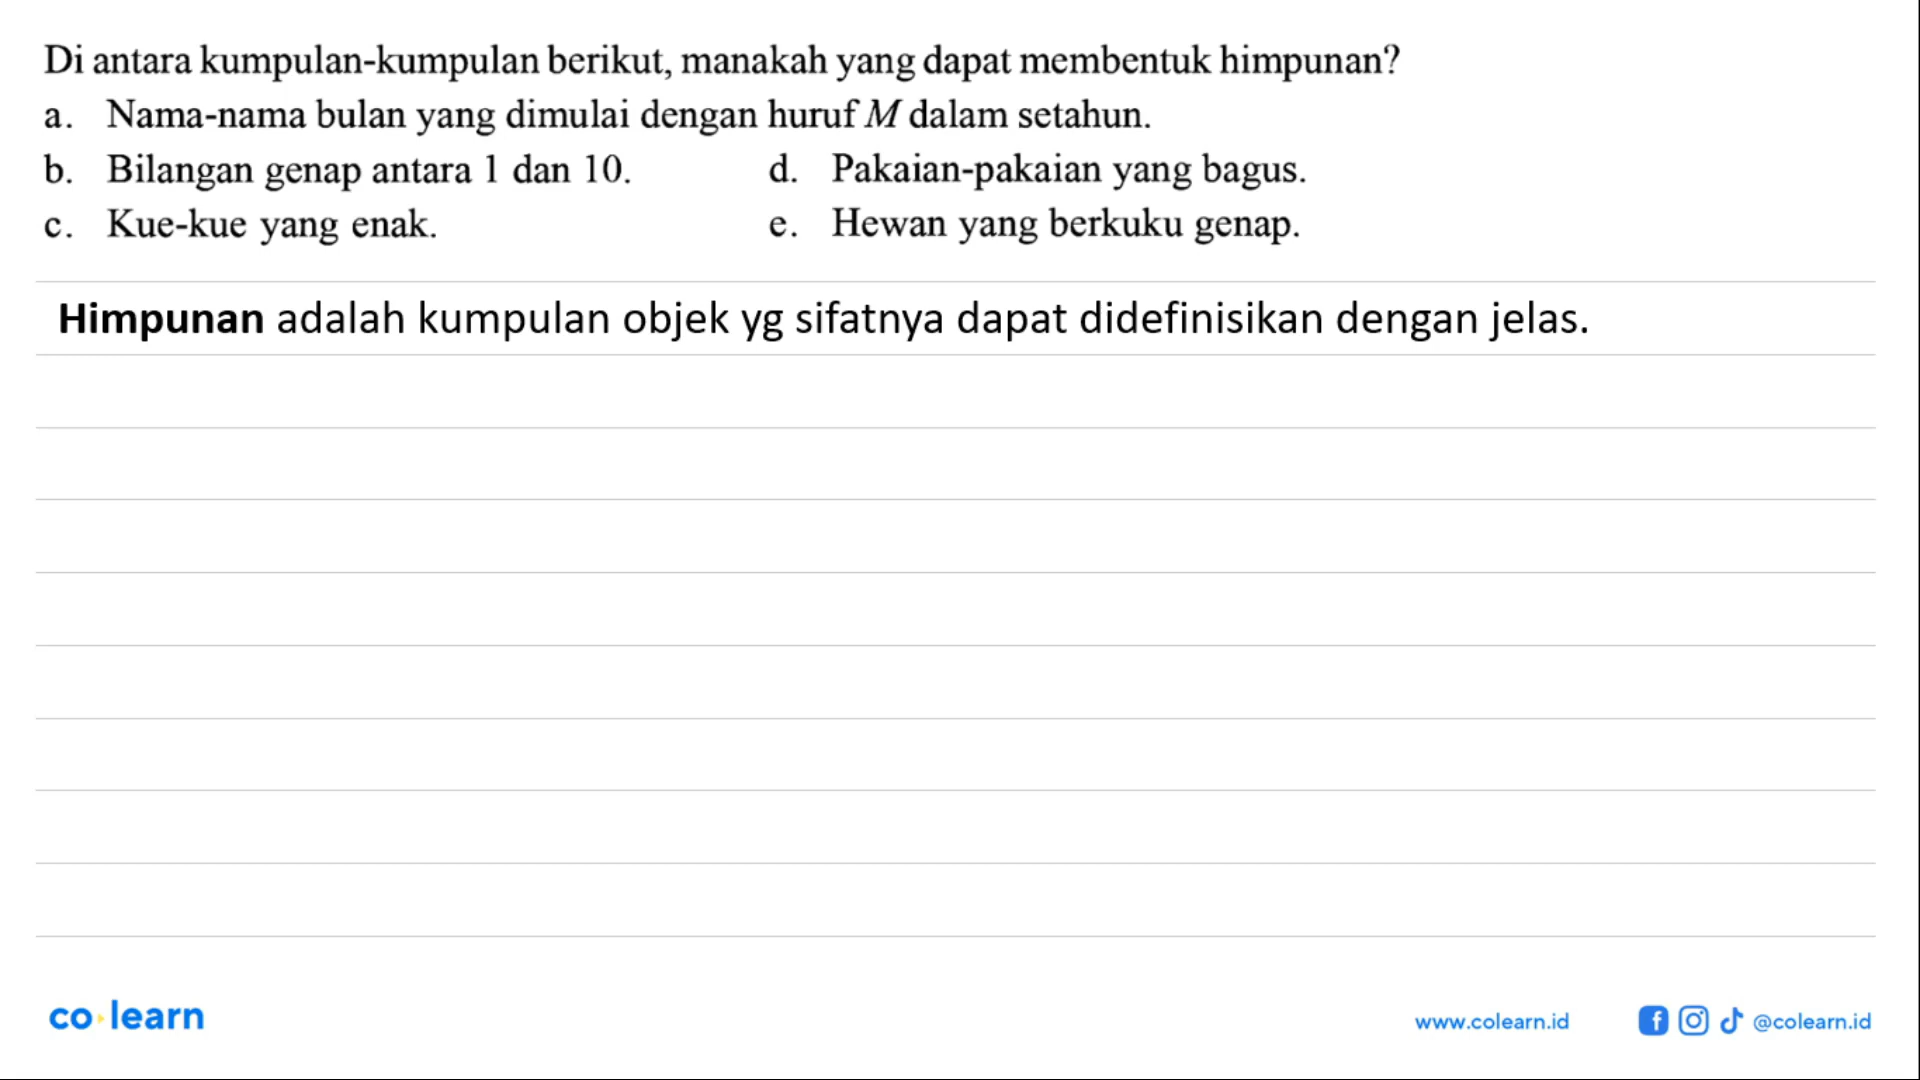 Di antara kumpulan-kumpulan berikut, manakah yang dapat membentuk himpunan?
a. Nama-nama bulan yang dimulai dengan huruf M dalam setahun.
b. Bilangan genap antara 1 dan 10. d. Pakaian-pakaian yang bagus.
c. Kue-kue yang enak. e. Hewan yang berkuku genap.
Himpunan adalah kumpulan objek yg sifatnya dapat didefinisikan dengan jelas.
co learn www.colearn.id @colearn.id